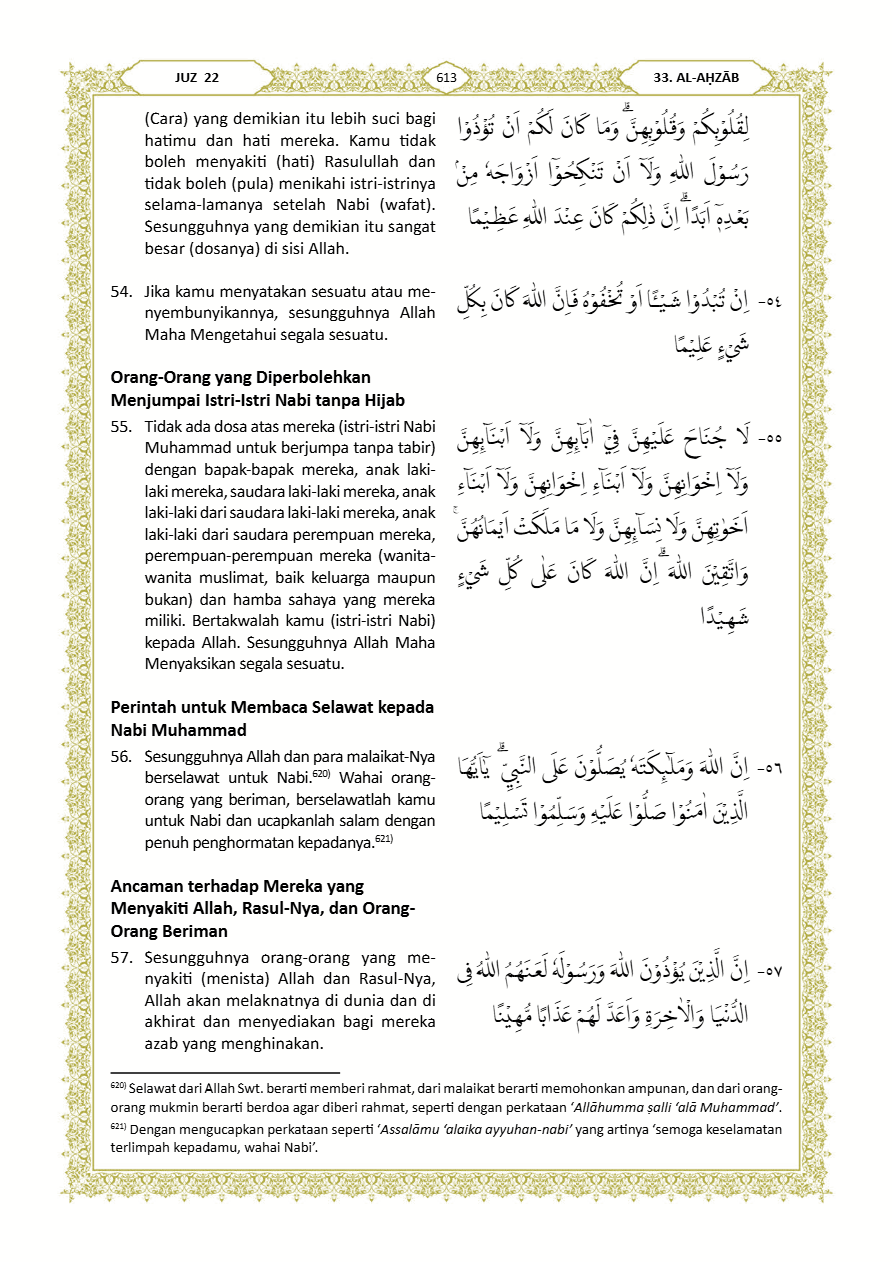 JUZ 22
613
33. AL-AḤZĀB
(Cara) yang demikian itu lebih suci bagi
hatimu dan hati mereka. Kamu tidak
boleh menyakiti (hati) Rasulullah dan
tidak boleh (pula) menikahi istri-istrinya
selama-lamanya setelah Nabi (wafat).
Sesungguhnya yang demikian itu sangat
besar (dosanya) di sisi Allah.
لِقُلُوْبِكُمْ وَقُلُوْبِهِنَّۗ وَمَا كَانَ لَكُمْ اَنْ تُؤْذُوْا
رَسُوْلَ اللّٰهِ وَلَآ اَنْ تَنْكِحُوْٓا اَزْوَاجَهٗ مِنْۢ
بَعْدِهٖٓ اَبَدًاۗ اِنَّ ذٰلِكُمْ كَانَ عِنْدَ اللّٰهِ عَظِيْمًا
54. Jika kamu menyatakan sesuatu atau me-
nyembunyikannya, sesungguhnya Allah
Maha Mengetahui segala sesuatu.
٥٤- اِنْ تُبْدُوْا شَيْـًٔا اَوْ تُخْفُوْهُ فَاِنَّ اللّٰهَ كَانَ بِكُلِّ
شَيْءٍ عَلِيْمًا
Orang-Orang yang Diperbolehkan
Menjumpai Istri-Istri Nabi tanpa Hijab
55. Tidak ada dosa atas mereka (istri-istri Nabi
Muhammad untuk berjumpa tanpa tabir)
dengan bapak-bapak mereka, anak laki-
laki mereka, saudara laki-laki mereka, anak
laki-laki dari saudara laki-laki mereka, anak
laki-laki dari saudara perempuan mereka,
perempuan-perempuan mereka (wanita-
wanita muslimat, baik keluarga maupun
bukan) dan hamba sahaya yang mereka
miliki. Bertakwalah kamu (istri-istri Nabi)
kepada Allah. Sesungguhnya Allah Maha
Menyaksikan segala sesuatu.
٥٥- لَا جُنَاحَ عَلَيْهِنَّ فِيْٓ اٰبَاۤىِٕهِنَّ وَلَآ اَبْنَاۤىِٕهِنَّ
وَلَآ اِخْوَانِهِنَّ وَلَآ اَبْنَاۤءِ اِخْوَانِهِنَّ وَلَآ اَبْنَاۤءِ
اَخَوٰتِهِنَّ وَلَا نِسَاۤىِٕهِنَّ وَلَا مَا مَلَكَتْ اَيْمَانُهُنَّۚ
وَاتَّقِيْنَ اللّٰهَۗ اِنَّ اللّٰهَ كَانَ عَلٰى كُلِّ شَيْءٍ
شَهِيْدًا
Perintah untuk Membaca Selawat kepada
Nabi Muhammad
56. Sesungguhnya Allah dan para malaikat-Nya
berselawat untuk Nabi.620) Wahai orang-
orang yang beriman, berselawatlah kamu
untuk Nabi dan ucapkanlah salam dengan
penuh penghormatan kepadanya.621)
٥٦- اِنَّ اللّٰهَ وَمَلٰۤىِٕكَتَهٗ يُصَلُّوْنَ عَلَى النَّبِيِّۗ يٰٓاَيُّهَا
الَّذِيْنَ اٰمَنُوْا صَلُّوْا عَلَيْهِ وَسَلِّمُوْا تَسْلِيْمًا
Ancaman terhadap Mereka yang
Menyakiti Allah, Rasul-Nya, dan Orang-
Orang Beriman
57. Sesungguhnya orang-orang yang me-
nyakiti (menista) Allah dan Rasul-Nya,
Allah akan melaknatnya di dunia dan di
akhirat dan menyediakan bagi mereka
azab yang menghinakan.
٥٧- اِنَّ الَّذِيْنَ يُؤْذُوْنَ اللّٰهَ وَرَسُوْلَهٗ لَعَنَهُمُ اللّٰهُ فِى
الدُّنْيَا وَالْاٰخِرَةِ وَاَعَدَّ لَهُمْ عَذَابًا مُّهِيْنًا
620) Selawat dari Allah Swt. berarti memberi rahmat, dari malaikat berarti memohonkan ampunan, dan dari orang-
orang mukmin berarti berdoa agar diberi rahmat, seperti dengan perkataan ‘Allāhumma ṣalli ‘alā Muhammad’.
621) Dengan mengucapkan perkataan seperti ‘Assalāmu ‘alaika ayyuhan-nabi’ yang artinya ‘semoga keselamatan
terlimpah kepadamu, wahai Nabi’.